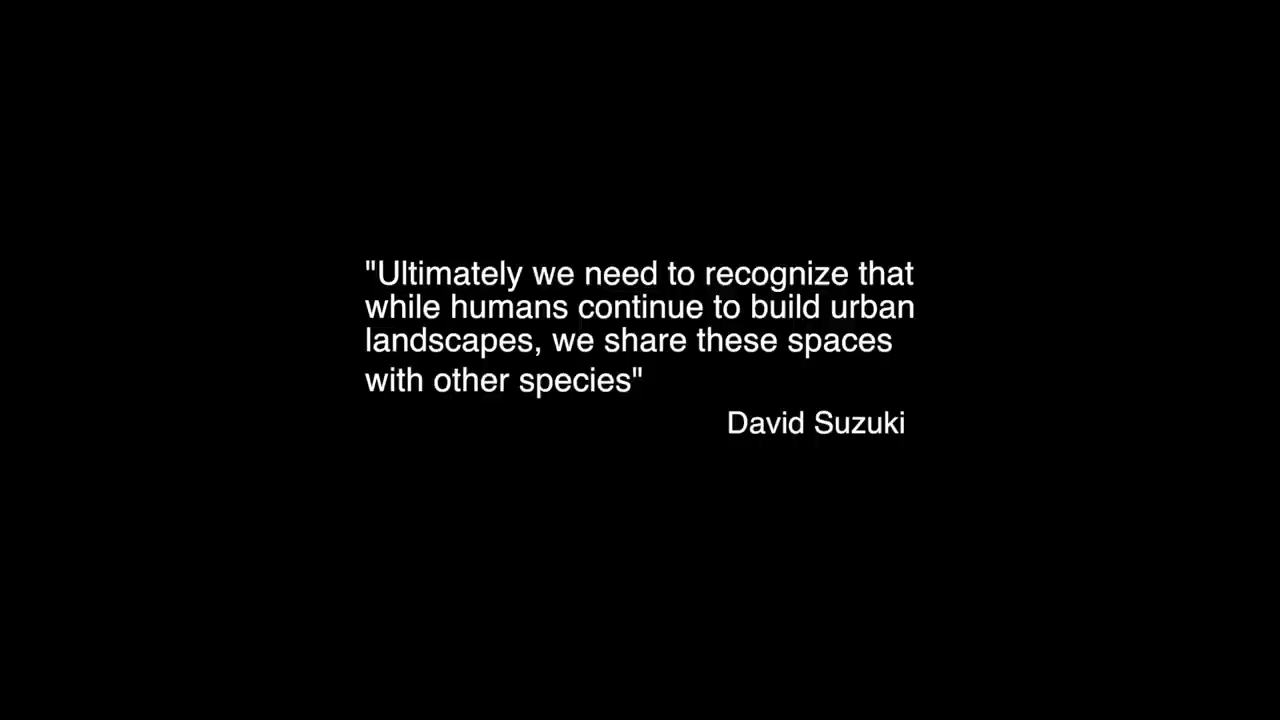 "Ultimately we need to recognize that
while humans continue to build urban
landscapes, we share these spaces
with other species"
David Suzuki